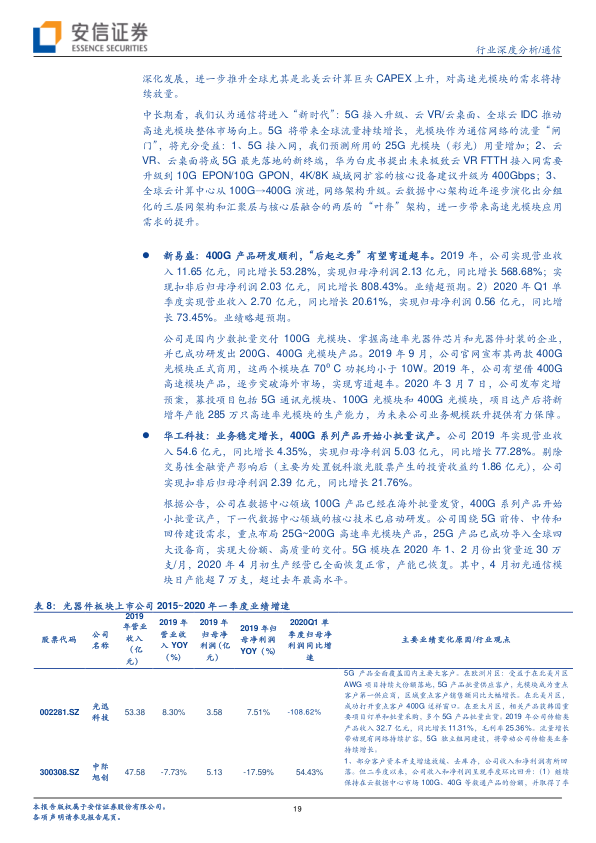 安信证券
ESSENCE SECURITIES
行业深度分析/通信
深化发展，进一步推升全球尤其是北美云计算巨头 CAPEX 上升，对高速光模块的需求将持
续放量。
中长期看，我们认为通信将进入“新时代”：5G 接入升级、云 VR/云桌面、全球云 IDC 推动
高速光模块整体市场向上。5G 将带来全球流量持续增长，光模块作为通信网络的流量“闸
门”，将充分受益：1、5G 接入网，我们预测所用的 25G 光模块（彩光）用量增加；2、云
VR、云桌面将成 5G 最先落地的新终端，华为白皮书提出未来极致云 VR FTTH 接入网需要
升级到 10G EPON/10G GPON，4K/8K 城域网扩容的核心设备建议升级为 400Gbps；3、
全球云计算中心从 100G→400G 演进，网络架构升级。云数据中心架构近年逐步演化出分组
化的三层网架构和汇聚层与核心层融合的两层的“叶脊”架构，进一步带来高速光模块应用
需求的提升。
● 新易盛：400G 产品研发顺利，“后起之秀”有望弯道超车。2019 年，公司实现营业收
入 11.65 亿元，同比增长 53.28%，实现归母净利润 2.13 亿元，同比增长 568.68%；实
现扣非后归母净利润 2.03 亿元，同比增长 808.43%。业绩超预期。2）2020 年 Q1 单
季度实现营业收入 2.70 亿元，同比增长 20.61%，实现归母净利润 0.56 亿元，同比增
长 73.45%。业绩略超预期。
公司是国内少数批量交付 100G 光模块、掌握高速率光器件芯片和光器件封装的企业，
并已成功研发出 200G、400G 光模块产品。2019 年 9 月，公司官网宣布其两款 400G
光模块正式商用，这两个模块在 70º C 功耗均小于 10W。2019 年，公司有望借 400G
高速模块产品，逐步突破海外市场，实现弯道超车。2020 年 3 月 7 日，公司发布定增
预案，募投项目包括 5G 通讯光模块、100G 光模块和 400G 光模块，项目达产后将新
增年产能 285 万只高速率光模块的生产能力，为未来公司业务规模跃升提供有力保障。
● 华工科技：业务稳定增长，400G 系列产品开始小批量试产。公司 2019 年实现营业收
入 54.6 亿元，同比增长 4.35%，实现归母净利润 5.03 亿元，同比增长 77.28%。剔除
交易性金融资产影响后（主要为处置锐科激光股票产生的投资收益约 1.86 亿元），公司
实现扣非归母净利润 2.39 亿元，同比增长 21.76%。
根据公告，公司在数据中心领域 100G 产品已经在海外批量发货，400G 系列产品开始
小批量试产，下一代数据中心领域的核心技术已启动研发。公司围绕 5G 前传、中传和
回传建设需求，重点布局 25G~200G 高速率光模块产品，25G 产品已成功导入全球四
大设备商，实现大份额、高质量的交付。5G 模块在 2020 年 1、2 月份出货量近 30 万
支/月，2020 年 4 月初生产经营已全面恢复正常，产能已恢复。其中，4 月初光通信模
块日产能超 7 万支，超过去年最高水平。
表 8：光器件板块上市公司 2015~2020 年一季度业绩增速
股票代码 公司名称 2019 年营业收入（亿元） 2019 年营业收入 YOY（%） 2019 年归母净利润（亿元） 2019 年归母净利润 YOY（%） 2020Q1 单季度归母净利润同比增速 主要业绩变化原因/行业观点
002281.SZ 光迅科技 53.38 8.30% 3.58 7.51% -108.62%
5G 产品全面覆盖国内主要大客户。在欧洲片区：受益于在北美片区
AWG 项目持续大份额落地，5G 产品批量供应客户，光模块成为重点
客户第一供应商，区域重点客户销售额同比大幅增长。在北美片区，
成功打开重点客户 400G 送样窗口。在亚太片区，相关产品获韩国重
要项目订单和批量采购，多个 5G 产品批量出货。2019 年公司传输类
产品收入 32.7 亿元，同比增长 11.31%，毛利率 25.36%。流量增长
带动现有网络持续扩容，5G 独立组网建设，将带动公司传输类业务
持续增长。
300308.SZ 中际旭创 47.58 -7.73% 5.13 -17.59% 54.43%
1、部分客户资本开支增速放缓、去库存，公司收入和净利润有所回
落。但二季度以来，公司收入和净利润呈现季度环比回升：（1）继续
保持在云数据中心市场 100G、40G 等数通产品的份额，并取得了季
本报告版权属于安信证券股份有限公司。
各项声明请参见报告尾页。
19